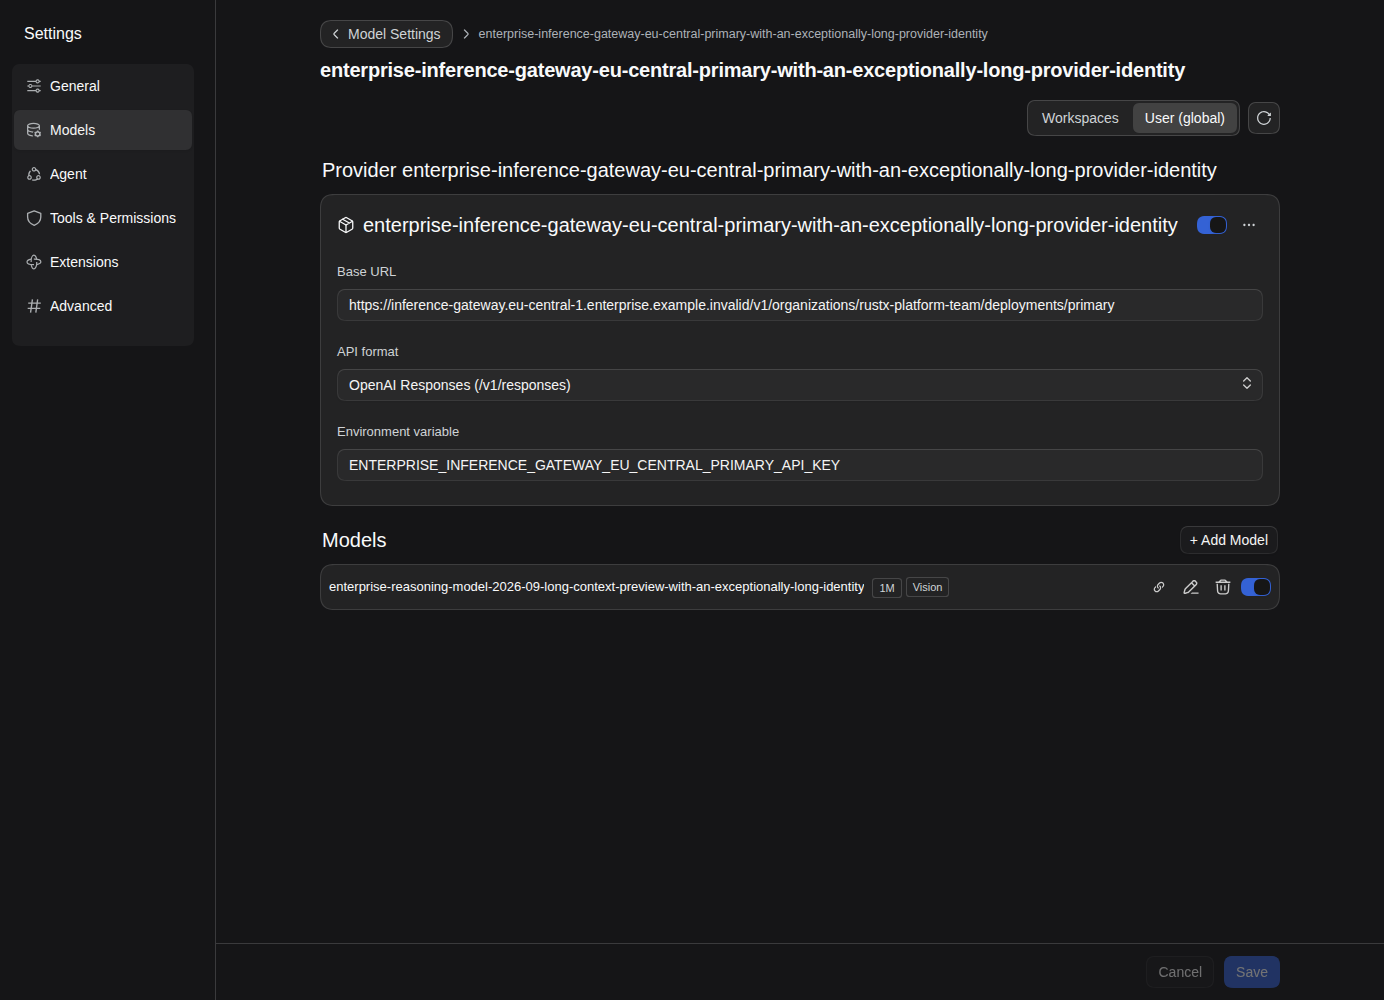 Settings
General
Models
Agent
Tools & Permissions
Extensions
Advanced
Model Settings
enterprise-inference-gateway-eu-central-primary-with-an-exceptionally-long-provider-identity
enterprise-inference-gateway-eu-central-primary-with-an-exceptionally-long-provider-identity
Workspaces
User (global)
Provider enterprise-inference-gateway-eu-central-primary-with-an-exceptionally-long-provider-identity
enterprise-inference-gateway-eu-central-primary-with-an-exceptionally-long-provider-identity
Base URL
https://inference-gateway.eu-central-1.enterprise.example.invalid/v1/organizations/rustx-platform-team/deployments/primary
API format
OpenAI Responses (/v1/responses)
Environment variable
ENTERPRISE_INFERENCE_GATEWAY_EU_CENTRAL_PRIMARY_API_KEY
Models
+ Add Model
enterprise-reasoning-model-2026-09-long-context-preview-with-an-exceptionally-long-identity
1M
Vision
Cancel
Save